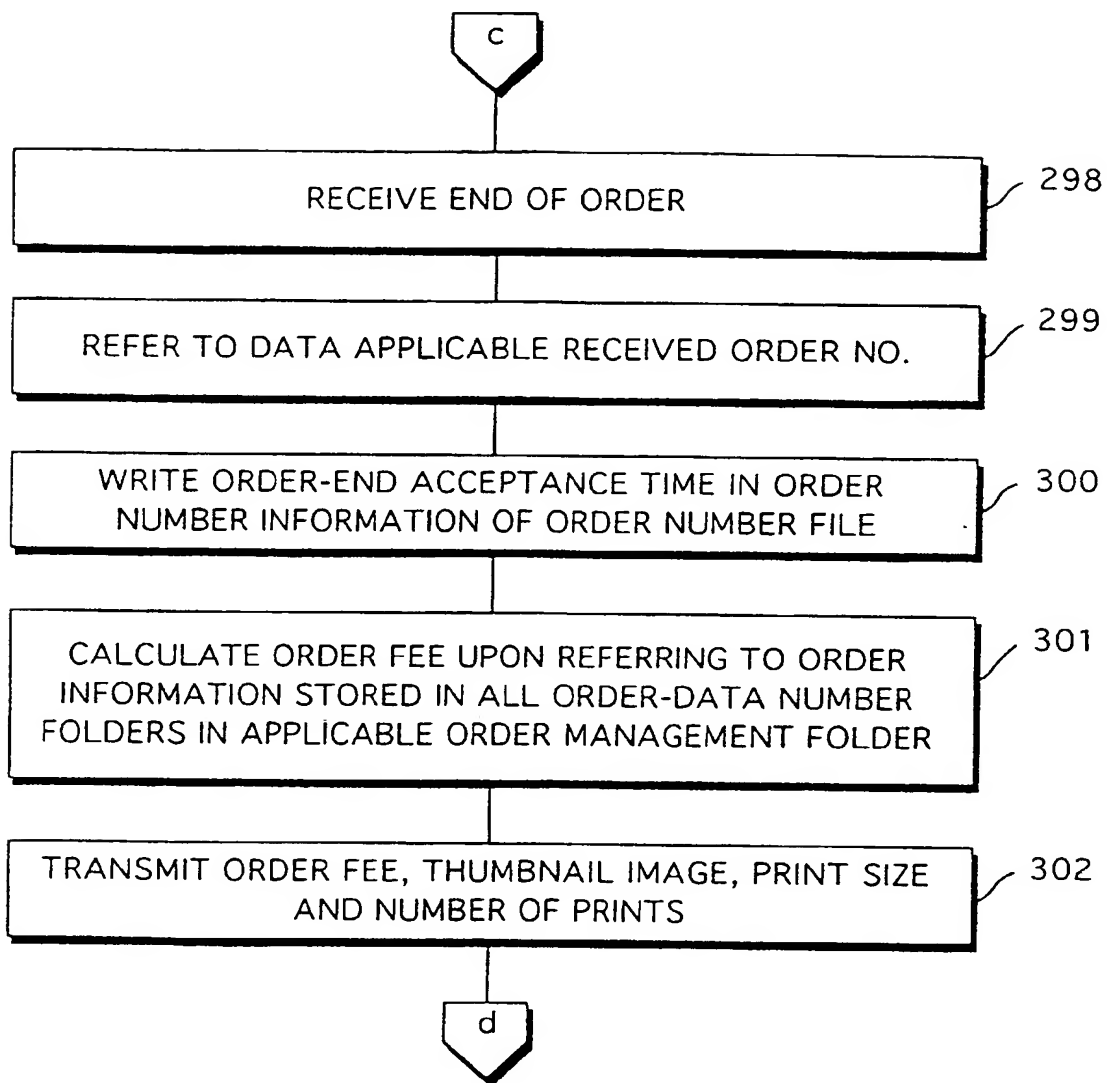 c
RECEIVE END OF ORDER
298
REFER TO DATA APPLICABLE RECEIVED ORDER NO.
299
WRITE ORDER-END ACCEPTANCE TIME IN ORDER
NUMBER INFORMATION OF ORDER NUMBER FILE
300
CALCULATE ORDER FEE UPON REFERRING TO ORDER
INFORMATION STORED IN ALL ORDER-DATA NUMBER
FOLDERS IN APPLICABLE ORDER MANAGEMENT FOLDER
301
TRANSMIT ORDER FEE, THUMBNAIL IMAGE, PRINT SIZE
AND NUMBER OF PRINTS
302
d